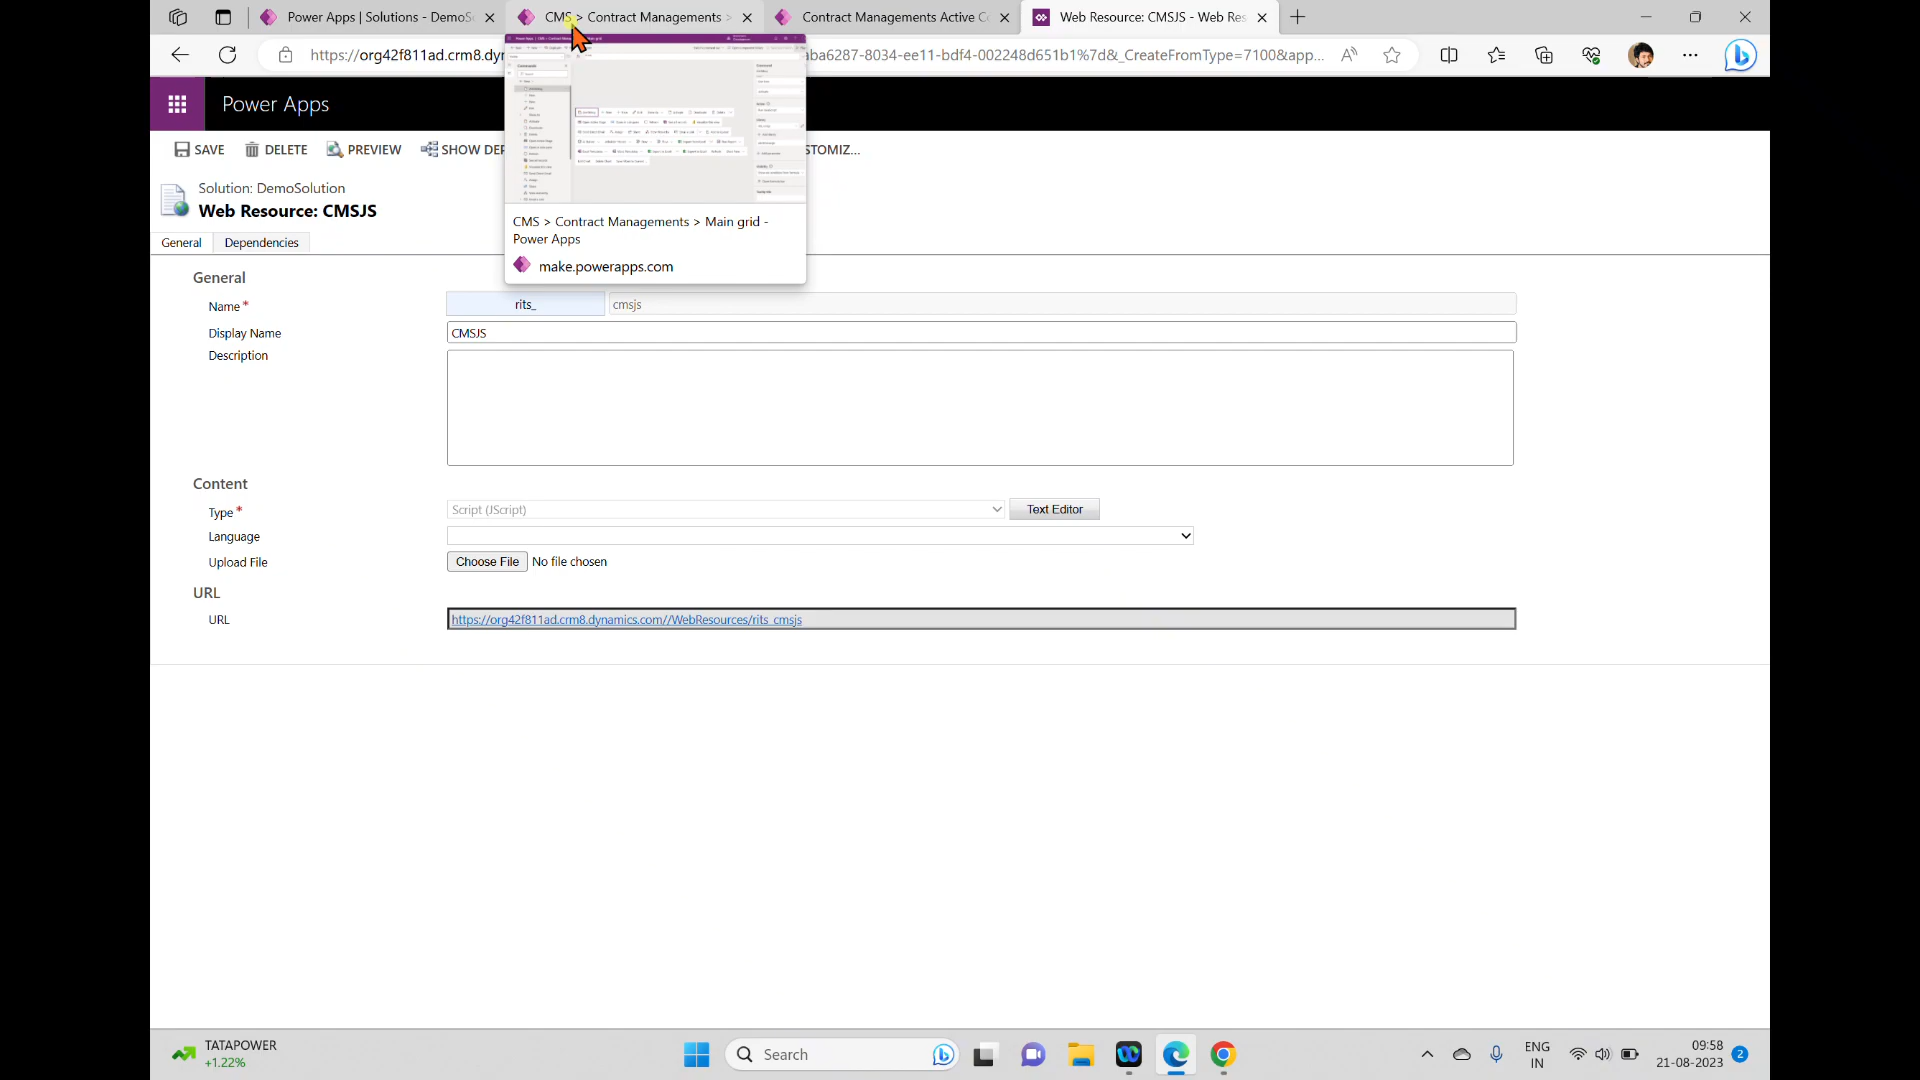 Power Apps | Solutions - DemoSo
CMS > Contract Managements >
Contract Managements Active Co
Web Resource: CMSJS - Web Res
https://org42f811ad.crm8.dyn
aba6287-8034-ee11-bdf4-002248d651b1%7d&_CreateFromType=7100&app...
Power Apps
SAVE
DELETE
PREVIEW
SHOW DEP
STOMIZ...
Solution: DemoSolution
Web Resource: CMSJS
CMS > Contract Managements > Main grid -
Power Apps
make.powerapps.com
General
Dependencies
General
Name*
rits_
cmsjs
Display Name
CMSJS
Description
Content
Type*
Script (JScript)
Text Editor
Language
Upload File
Choose File No file chosen
URL
URL
https://org42f811ad.crm8.dynamics.com//WebResources/rits_cmsjs
TATAPOWER
+1.22%
Search
ENG
IN
09:58
21-08-2023
2